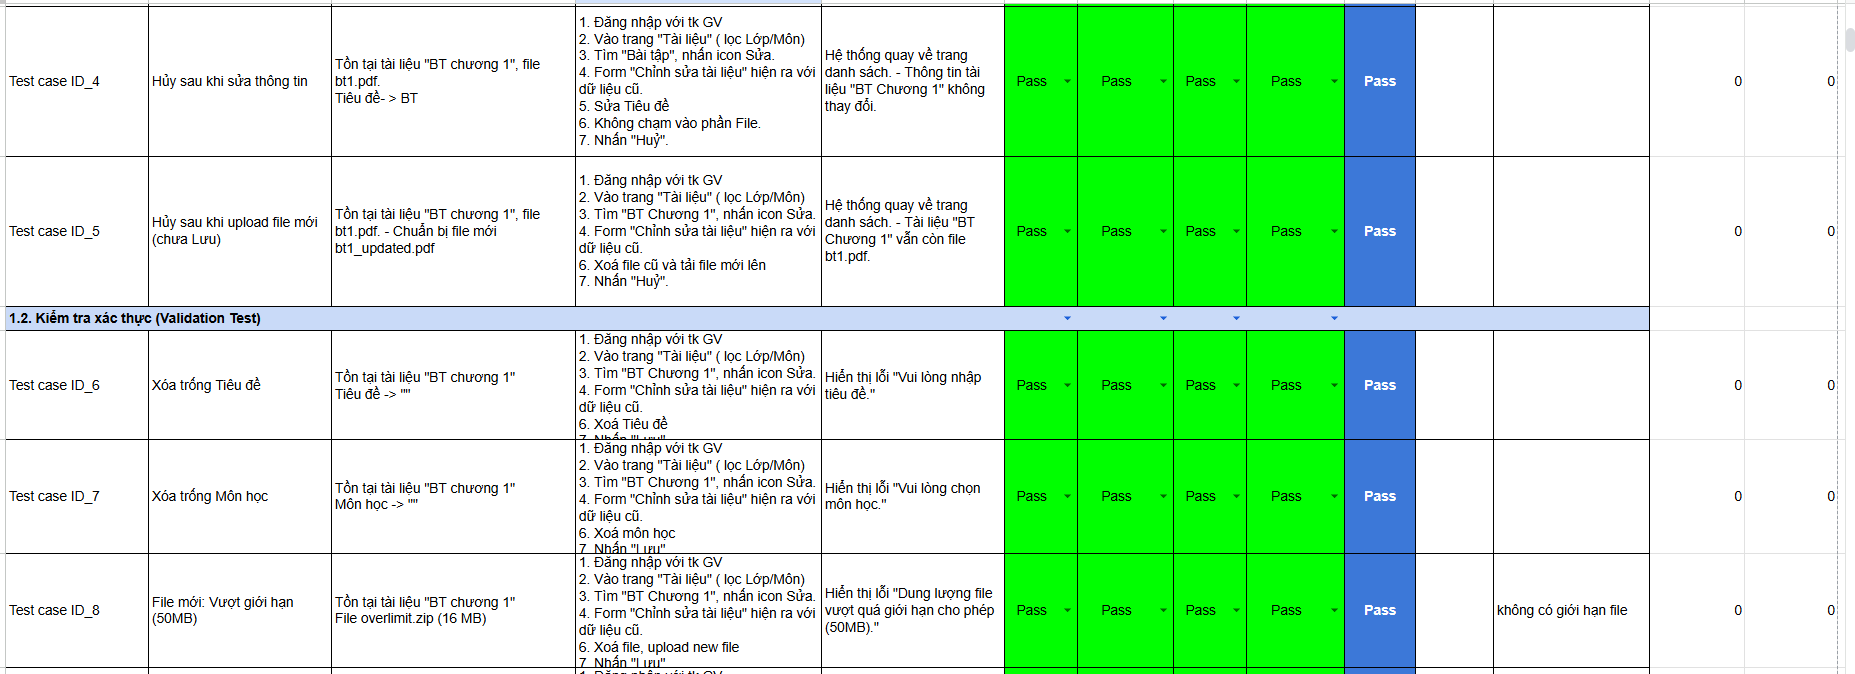 Test case ID_4
Hủy sau khi sửa thông tin
Tồn tại tài liệu "BT chương 1", file
bt1.pdf.
Tiêu đề- > BT
1. Đăng nhập với tk GV
2. Vào trang "Tài liệu" ( lọc Lớp/Môn)
3. Tìm "Bài tập", nhấn icon Sửa.
4. Form "Chỉnh sửa tài liệu" hiện ra với
dữ liệu cũ.
5. Sửa Tiêu đề
6. Không chạm vào phần File.
7. Nhấn "Huỷ".
Hệ thống quay về trang
danh sách. - Thông tin tài
liệu "BT Chương 1" không
thay đổi.
Pass
Pass
Pass
Pass
Pass
0
0
Test case ID_5
Hủy sau khi upload file mới
(chưa Lưu)
Tồn tại tài liệu "BT chương 1", file
bt1.pdf. - Chuẩn bị file mới
bt1_updated.pdf
1. Đăng nhập với tk GV
2. Vào trang "Tài liệu" ( lọc Lớp/Môn)
3. Tìm "BT Chương 1", nhấn icon Sửa.
4. Form "Chỉnh sửa tài liệu" hiện ra với
dữ liệu cũ.
6. Xoá file cũ và tải file mới lên
7. Nhấn "Huỷ".
Hệ thống quay về trang
danh sách. - Tài liệu "BT
Chương 1" vẫn còn file
bt1.pdf.
Pass
Pass
Pass
Pass
Pass
0
0
1.2. Kiểm tra xác thực (Validation Test)
Test case ID_6
Xóa trống Tiêu đề
Tồn tại tài liệu "BT chương 1"
Tiêu đề -> ""
1. Đăng nhập với tk GV
2. Vào trang "Tài liệu" ( lọc Lớp/Môn)
3. Tìm "BT Chương 1", nhấn icon Sửa.
4. Form "Chỉnh sửa tài liệu" hiện ra với
dữ liệu cũ.
6. Xoá Tiêu đề
7. Nhấn "Lưu"
Hiển thị lỗi "Vui lòng nhập
tiêu đề."
Pass
Pass
Pass
Pass
Pass
0
0
Test case ID_7
Xóa trống Môn học
Tồn tại tài liệu "BT chương 1"
Môn học -> ""
1. Đăng nhập với tk GV
2. Vào trang "Tài liệu" ( lọc Lớp/Môn)
3. Tìm "BT Chương 1", nhấn icon Sửa.
4. Form "Chỉnh sửa tài liệu" hiện ra với
dữ liệu cũ.
6. Xoá môn học
7. Nhấn "Lưu"
Hiển thị lỗi "Vui lòng chọn
môn học."
Pass
Pass
Pass
Pass
Pass
0
0
Test case ID_8
File mới: Vượt giới hạn
(50MB)
Tồn tại tài liệu "BT chương 1"
File overlimit.zip (16 MB)
1. Đăng nhập với tk GV
2. Vào trang "Tài liệu" ( lọc Lớp/Môn)
3. Tìm "BT Chương 1", nhấn icon Sửa.
4. Form "Chỉnh sửa tài liệu" hiện ra với
dữ liệu cũ.
6. Xoá file, upload new file
7. Nhấn "Lưu"
Hiển thị lỗi "Dung lượng file
vượt quá giới hạn cho phép
(50MB)."
Pass
Pass
Pass
Pass
Pass
không có giới hạn file
0
0